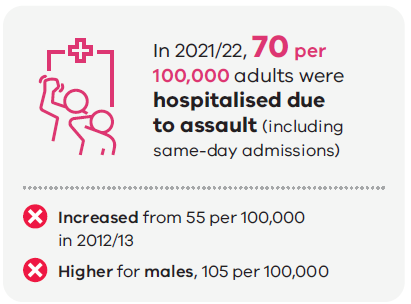 In 2021/22, 70 per
100,000 adults were
hospitalised due
to assault (including
same-day admissions)
Increased from 55 per 100,000
in 2012/13
Higher for males, 105 per 100,000